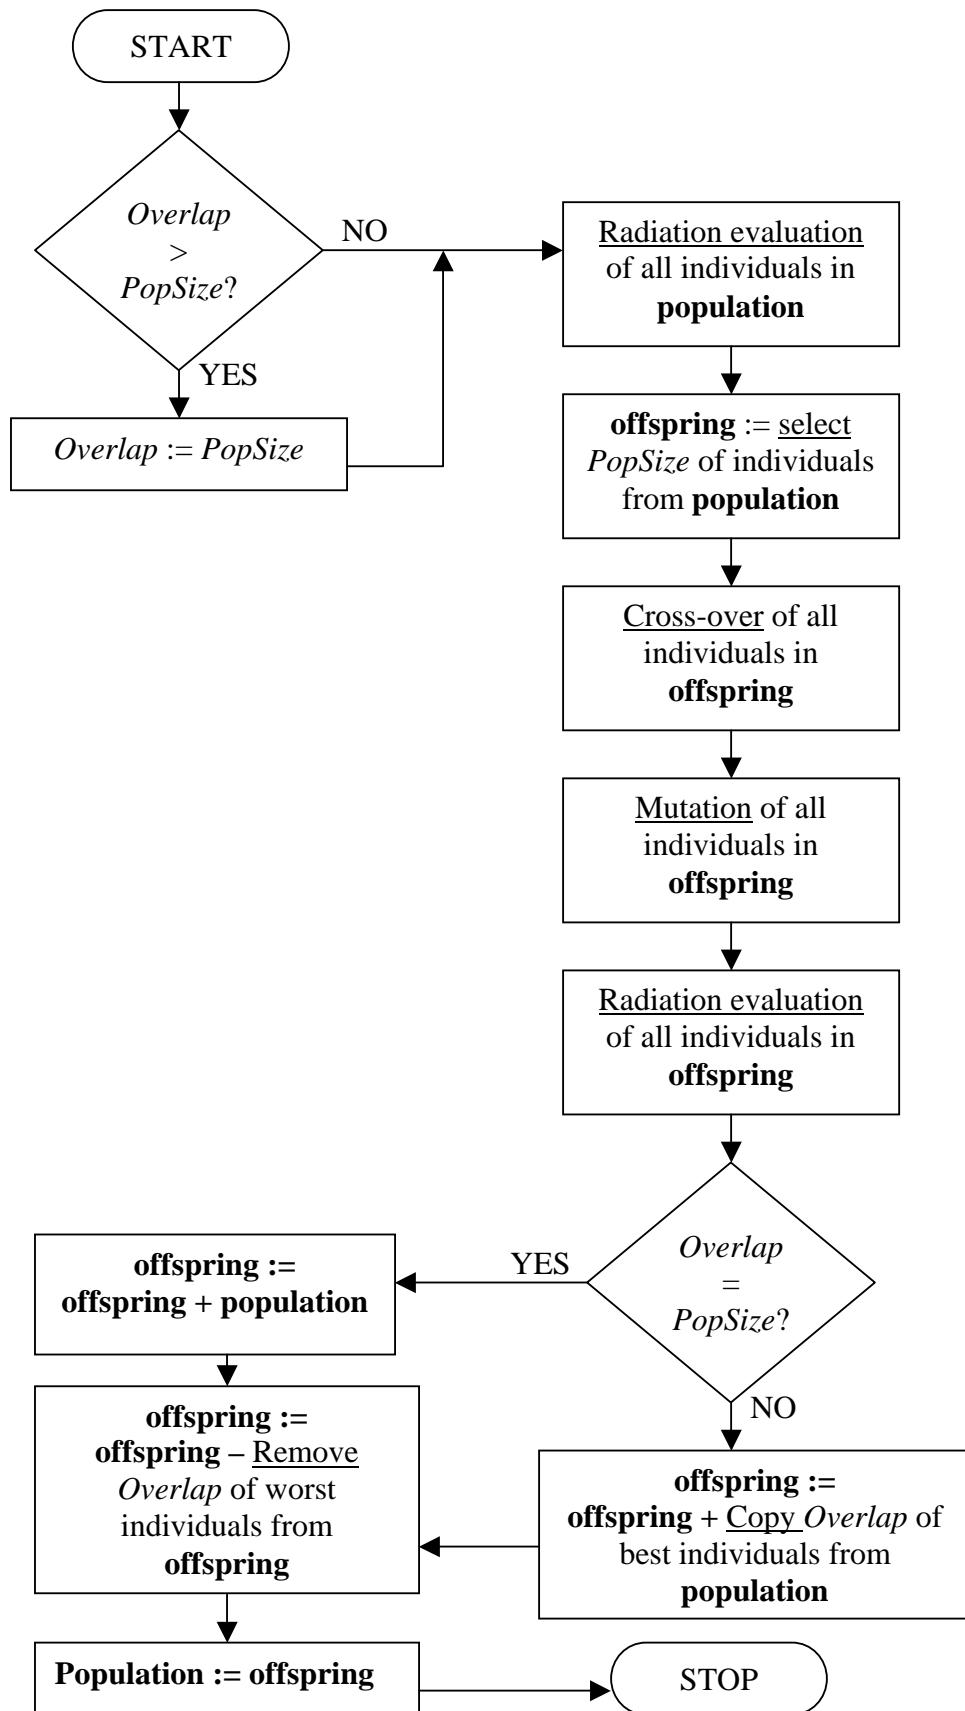 START
Overlap
>
PopSize?
NO
YES
Overlap := PopSize
Radiation evaluation
of all individuals in
population
offspring := select
PopSize of individuals
from population
Cross-over of all
individuals in
offspring
Mutation of all
individuals in
offspring
Radiation evaluation
of all individuals in
offspring
Overlap
=
PopSize?
YES
NO
offspring :=
offspring + population
offspring :=
offspring + Copy Overlap of
best individuals from
population
offspring :=
offspring – Remove
Overlap of worst
individuals from
offspring
Population := offspring
STOP